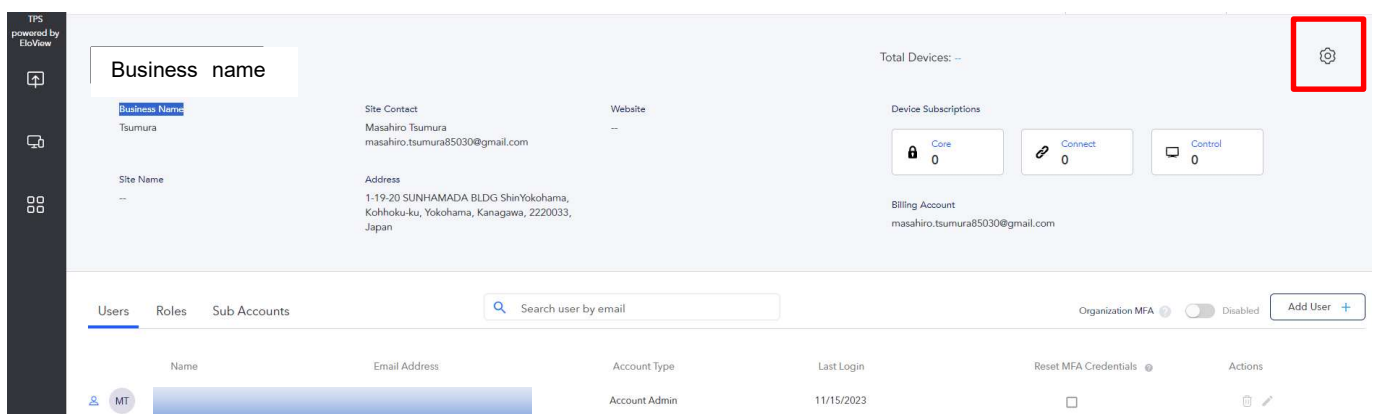 TPS
powered by
EloView
Business name
Total Devices: --
Business Name
Tsumura
Site Contact
Masahiro Tsumura
masahiro.tsumura85030@gmail.com
Website
--
Device Subscriptions
Core
0
Connect
0
Control
0
Site Name
--
Address
1-19-20 SUNHAMADA BLDG ShinYokohama,
Kohhoku-ku, Yokohama, Kanagawa, 2220033,
Japan
Billing Account
masahiro.tsumura85030@gmail.com
Users Roles Sub Accounts
Search user by email
Organization MFA ? Disabled
Add User +
Name Email Address Account Type Last Login Reset MFA Credentials ? Actions
MT Account Admin 11/15/2023